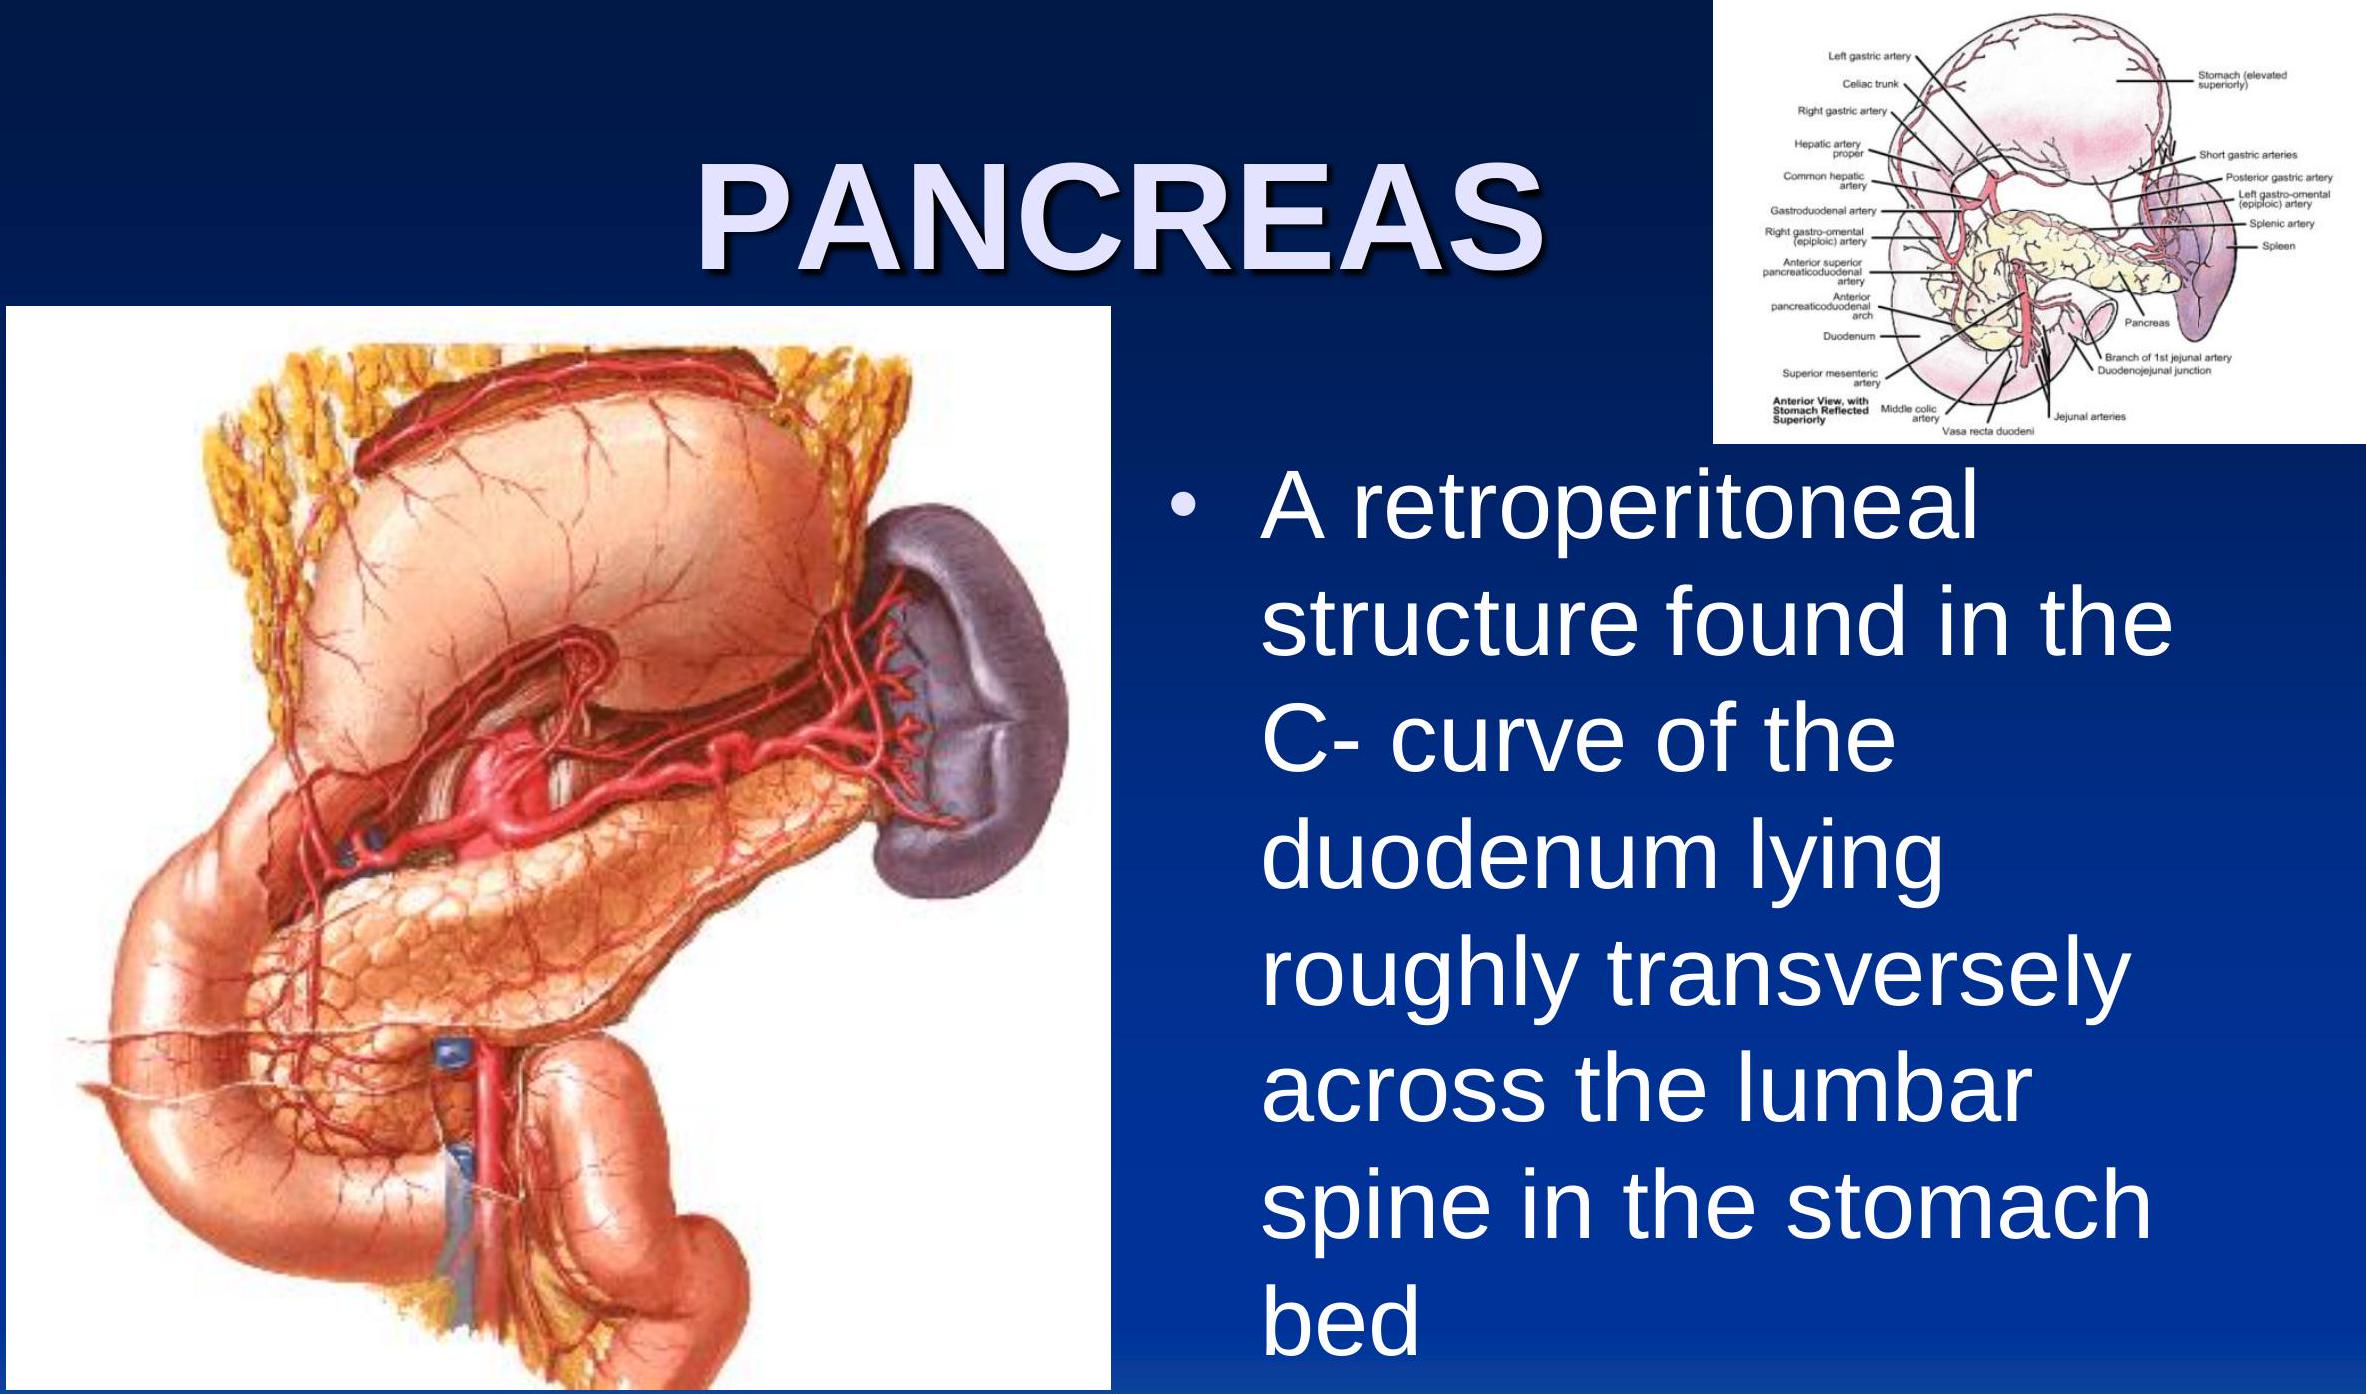 PANCREAS
Left gastric artery
Celiac trunk
Right gastric artery
Hepatic artery
proper
Common hepatic
artery
Gastroduodenal artery
Right gastro-omental
(epiploic) artery
Anterior superior
pancreaticoduodenal
artery
Anterior
pancreaticoduodenal
arch
Duodenum
Superior mesenteric
artery
Anterior View, with
Stomach Reflected
Superiorly
Middle colic
artery
Vasa recta duodeni
Jejunal arteries
Stomach (elevated
superiorly)
Short gastric arteries
Posterior gastric artery
Left gastro-omental
(epiploic) artery
Splenic artery
Spleen
Pancreas
Branch of 1st jejunal artery
Duodenojejunal junction
• A retroperitoneal
structure found in the
C- curve of the
duodenum lying
roughly transversely
across the lumbar
spine in the stomach
bed